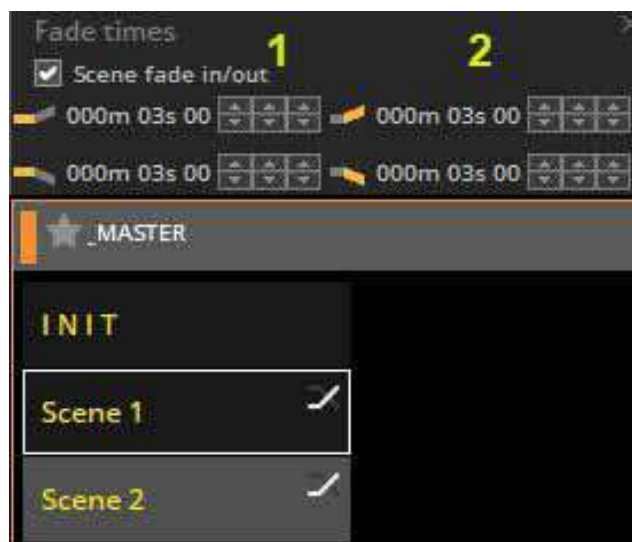 Fade times
1 2
Scene fade in/out
000m 03s 00 000m 03s 00
000m 03s 00 000m 03s 00
_MASTER
INIT
Scene 1
Scene 2